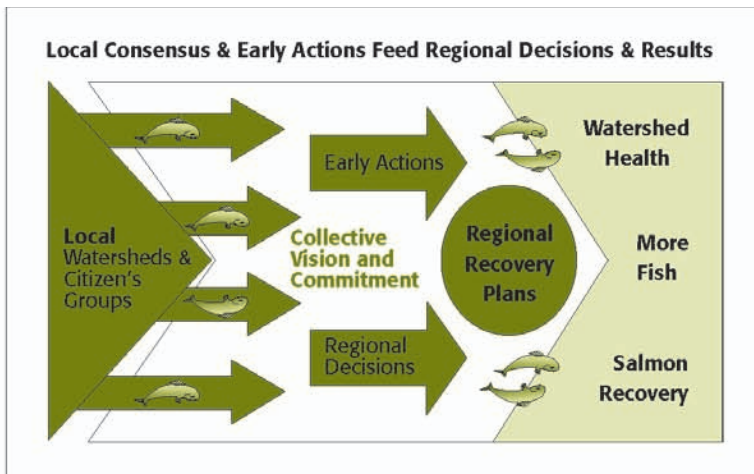 Local Consensus & Early Actions Feed Regional Decisions & Results
Local
Watersheds &
Citizen's
Groups
Early Actions
Collective
Vision and
Commitment
Regional
Decisions
Regional
Recovery
Plans
Watershed
Health
More
Fish
Salmon
Recovery